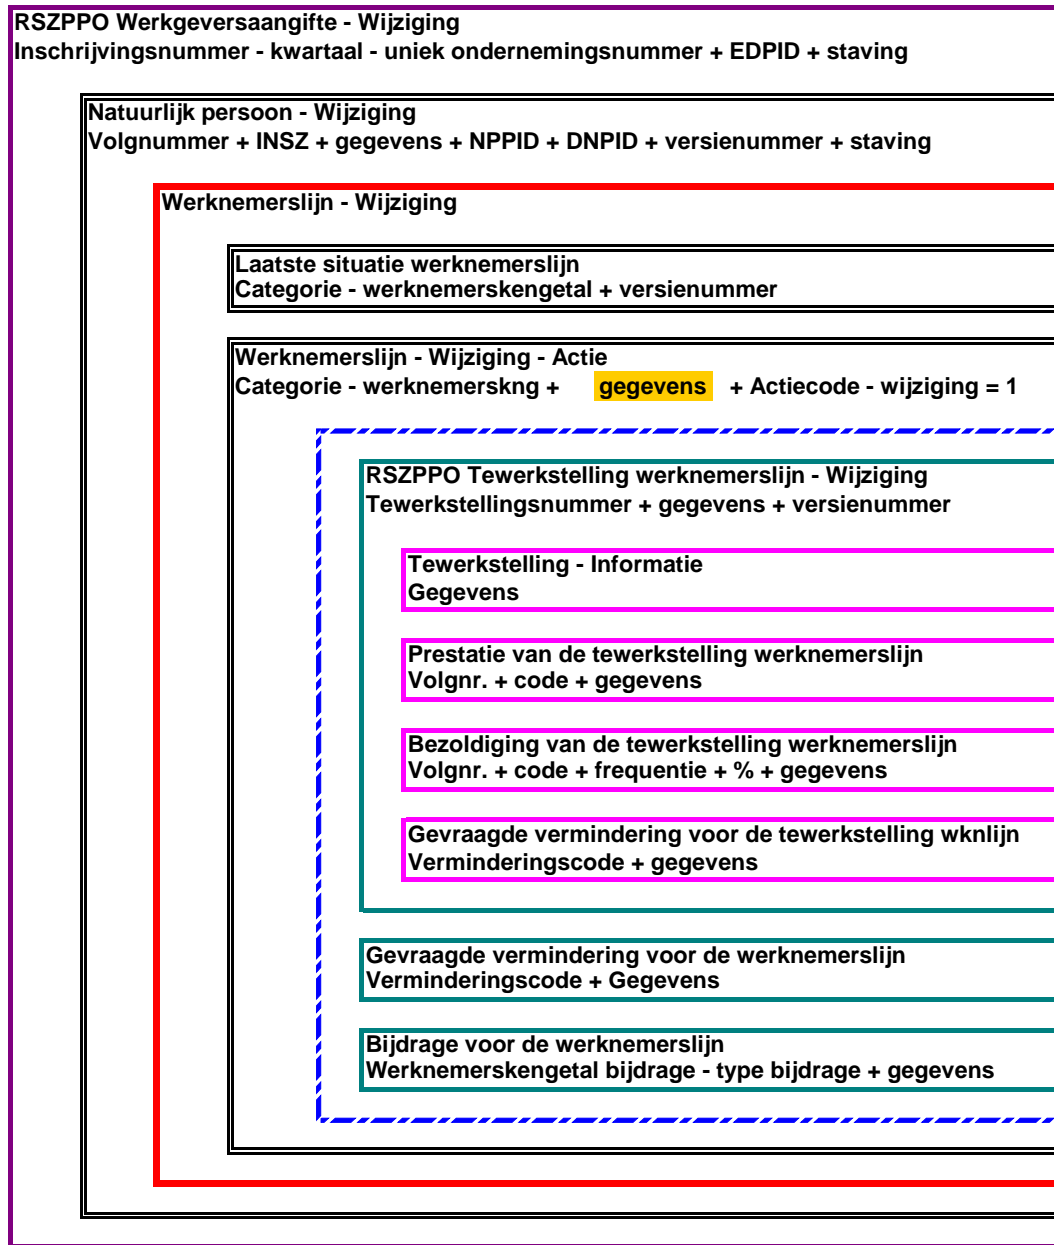 RSZPPO Werkgeversaangifte - Wijziging
Inschrijvingsnummer - kwartaal - uniek ondernemingsnummer + EDPID + staving
Natuurlijk persoon - Wijziging
Volgnummer + INSZ + gegevens + NPPID + DNPID + versienummer + staving
Werknemerslijn - Wijziging
Laatste situatie werknemerslijn
Categorie - werknemerskengetal + versienummer
Werknemerslijn - Wijziging - Actie
Categorie - werknemerskng + gegevens + Actiecode - wijziging = 1
RSZPPO Tewerkstelling werknemerslijn - Wijziging
Tewerkstellingsnummer + gegevens + versienummer
Tewerkstelling - Informatie
Gegevens
Prestatie van de tewerkstelling werknemerslijn
Volgnr. + code + gegevens
Bezoldiging van de tewerkstelling werknemerslijn
Volgnr. + code + frequentie + % + gegevens
Gevraagde vermindering voor de tewerkstelling wknlijn
Verminderingscode + gegevens
Gevraagde vermindering voor de werknemerslijn
Verminderingscode + Gegevens
Bijdrage voor de werknemerslijn
Werknemerskengetal bijdrage - type bijdrage + gegevens